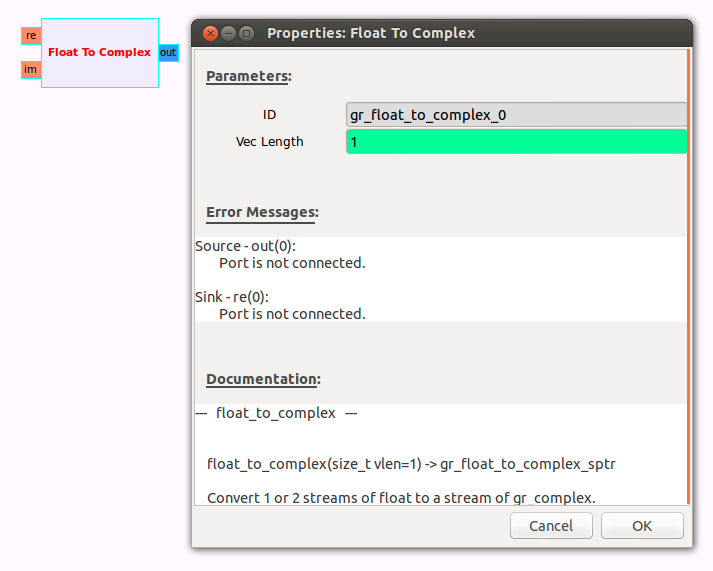 re
Float To Complex
out
im
Properties: Float To Complex
Parameters:
ID
gr_float_to_complex_0
Vec Length
1
Error Messages:
Source - out(0):
Port is not connected.
Sink - re(0):
Port is not connected.
Documentation:
--- float_to_complex ---
float_to_complex(size_t vlen=1) -> gr_float_to_complex_sptr
Convert 1 or 2 streams of float to a stream of gr_complex.
Cancel
OK